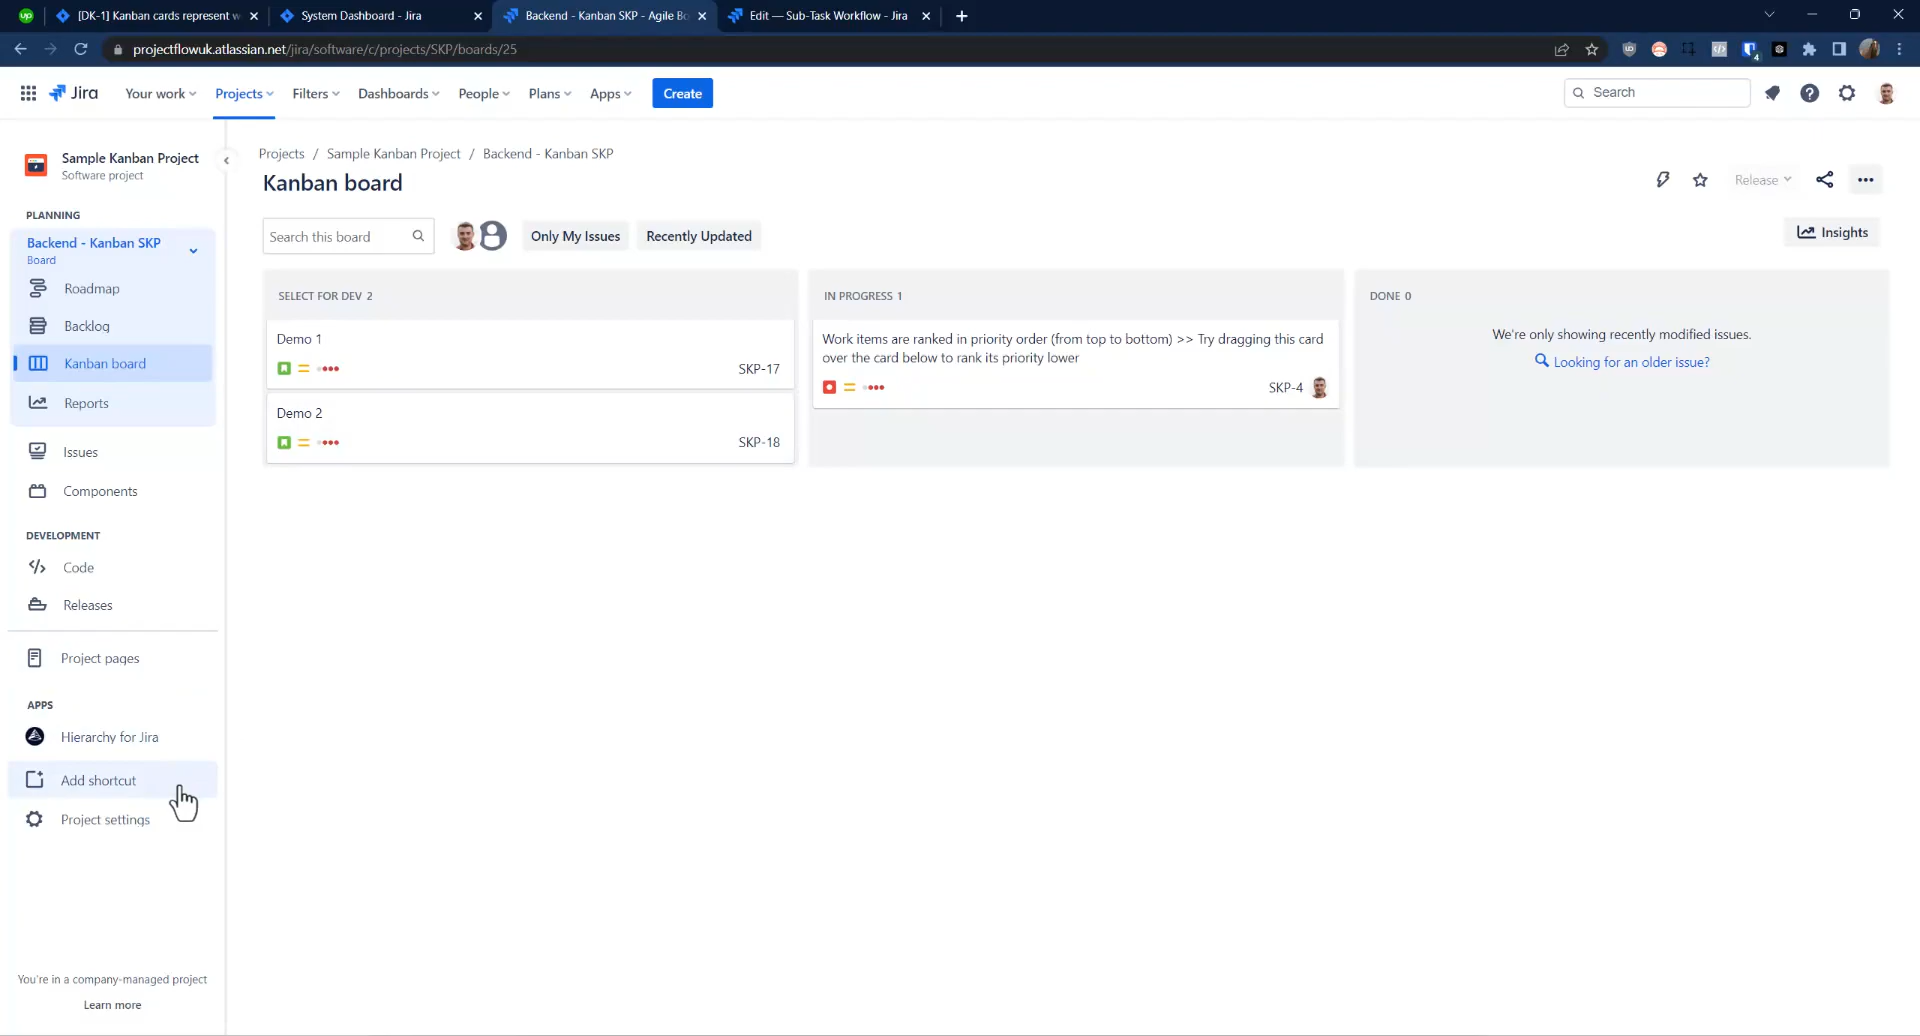 up
[DK-1] Kanban cards represent w
System Dashboard - Jira
Backend - Kanban SKP - Agile Bo
Edit — Sub-Task Workflow - Jira
projectflowuk.atlassian.net/jira/software/c/projects/SKP/boards/25
4
Jira
Your work
Projects
Filters
Dashboards
People
Plans
Apps
Create
Search
Sample Kanban Project
Software project
PLANNING
Backend - Kanban SKP
Board
Roadmap
Backlog
Kanban board
Reports
Issues
Components
DEVELOPMENT
Code
Releases
Project pages
APPS
Hierarchy for Jira
Add shortcut
Project settings
You're in a company-managed project
Learn more
Projects / Sample Kanban Project / Backend - Kanban SKP
Kanban board
Release
Search this board
Only My Issues
Recently Updated
Insights
SELECT FOR DEV 2
Demo 1
SKP-17
Demo 2
SKP-18
IN PROGRESS 1
Work items are ranked in priority order (from top to bottom) >> Try dragging this card
over the card below to rank its priority lower
SKP-4
DONE 0
We're only showing recently modified issues.
Looking for an older issue?